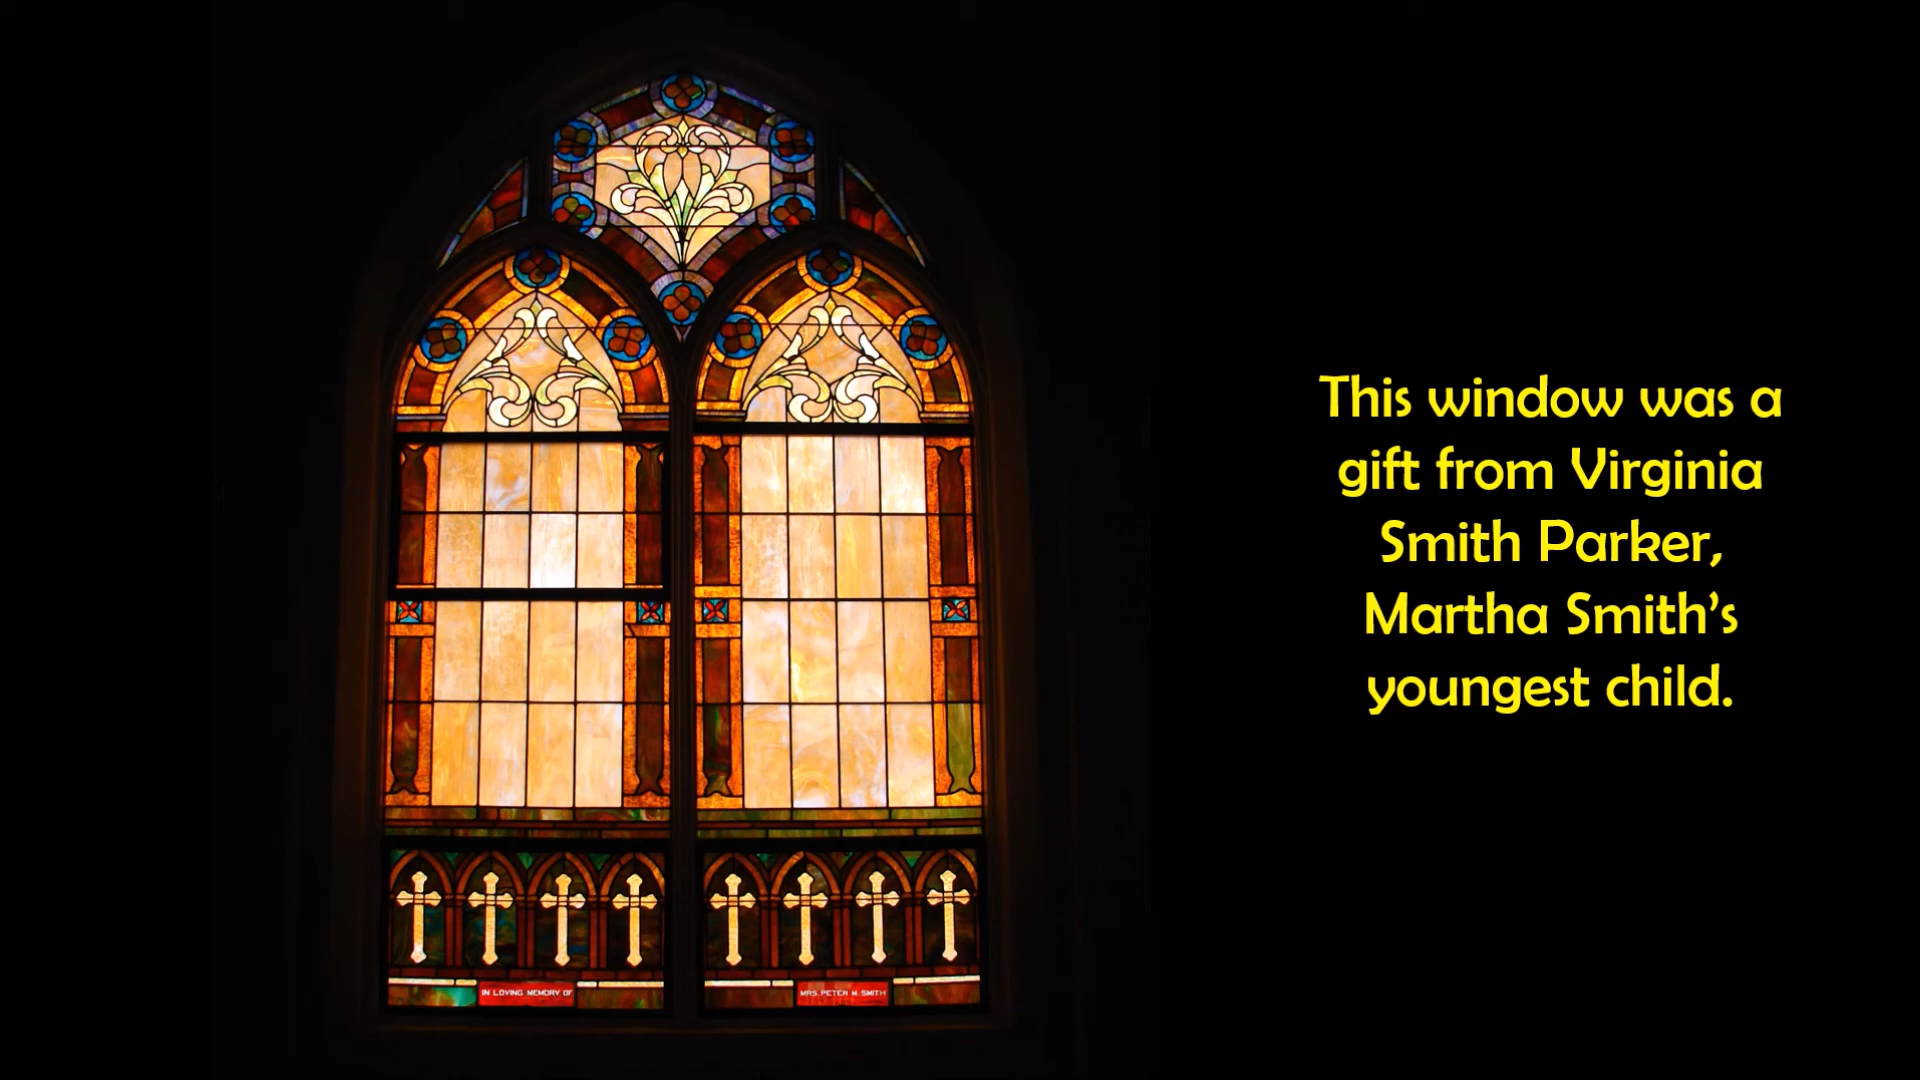 This window was a
gift from Virginia
Smith Parker,
Martha Smith’s
youngest child.
IN LOVING MEMORY OF
MRS. PETER M. SMITH